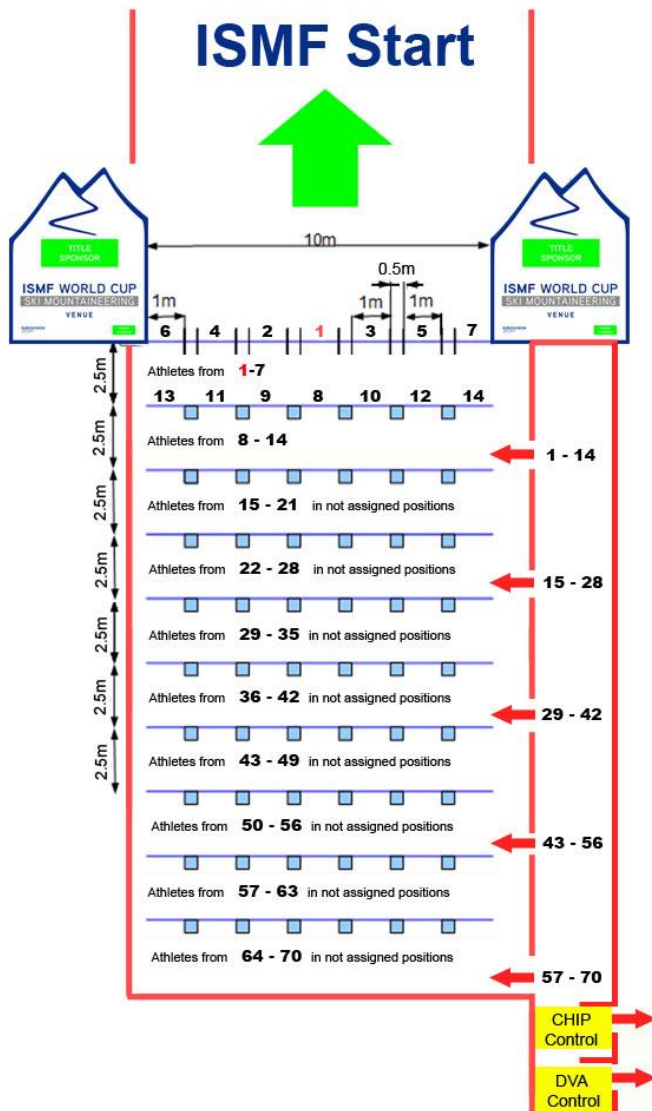 ISMF Start
10m
0.5m
1m 1m 1m
TITLE
SPONSOR
ISMF WORLD CUP
SKI MOUNTAINEERING
VENUE
TITLE
SPONSOR
ISMF WORLD CUP
SKI MOUNTAINEERING
VENUE
6 4 2 1 3 5 7
2.5m
Athletes from 1-7
13 11 9 8 10 12 14
2.5m
Athletes from 8 - 14
1 - 14
2.5m
Athletes from 15 - 21 in not assigned positions
2.5m
Athletes from 22 - 28 in not assigned positions
15 - 28
2.5m
Athletes from 29 - 35 in not assigned positions
2.5m
Athletes from 36 - 42 in not assigned positions
29 - 42
2.5m
Athletes from 43 - 49 in not assigned positions
Athletes from 50 - 56 in not assigned positions
43 - 56
Athletes from 57 - 63 in not assigned positions
Athletes from 64 - 70 in not assigned positions
57 - 70
CHIP
Control
DVA
Control